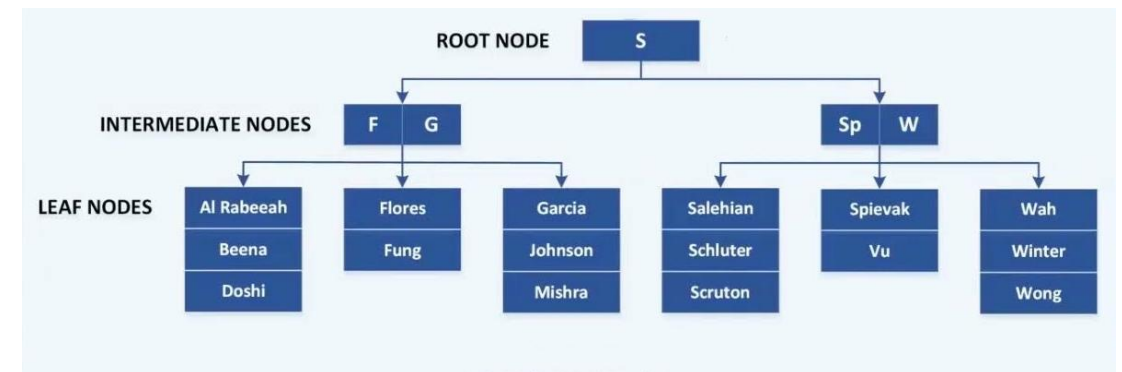 ROOT NODE S
INTERMEDIATE NODES F G Sp W
LEAF NODES Al Rabeeah Flores Garcia Salehian Spievak Wah
Beena Fung Johnson Schluter Vu Winter
Doshi Mishra Scruton Wong